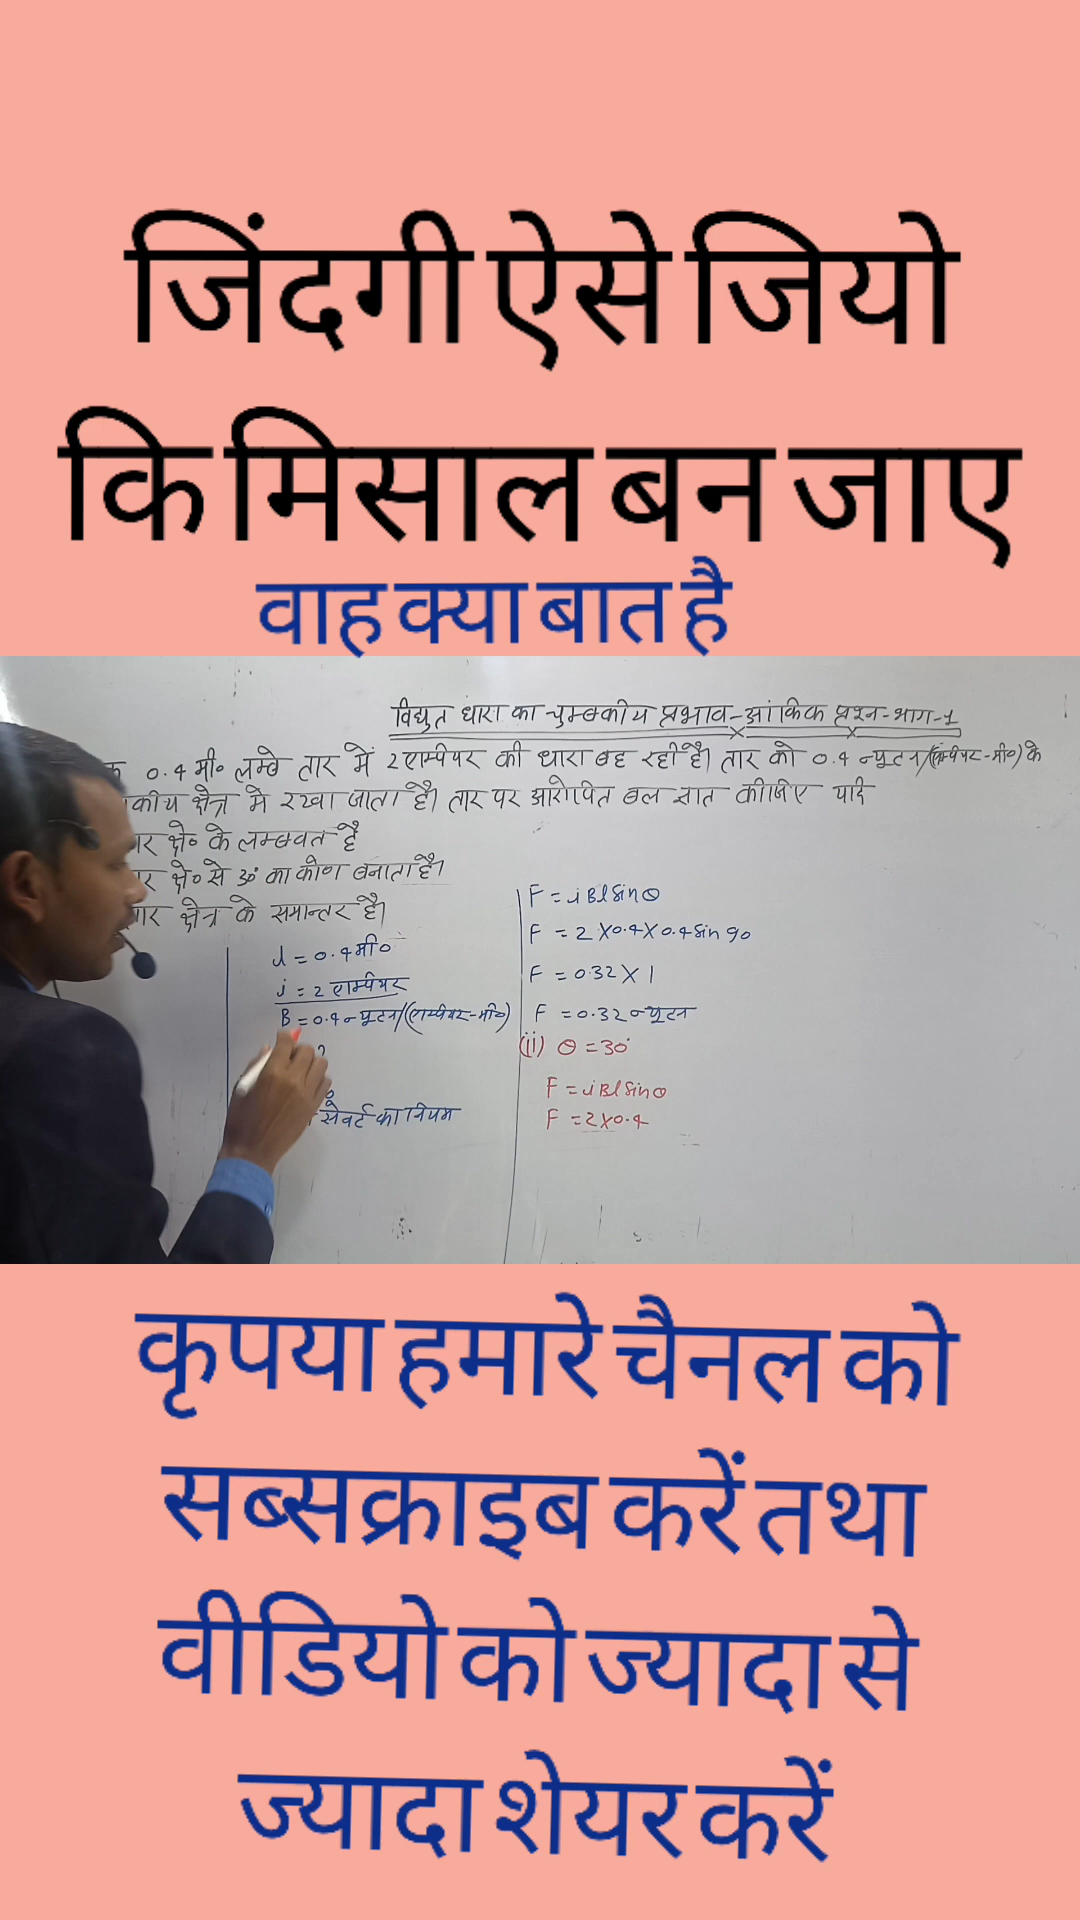 जिंदगी ऐसे जियो
कि मिसाल बन जाए
वाह क्या बात है
विद्युत धारा का चुम्बकीय प्रभाव-आंकिक प्रश्न-भाग-1
0.4 मी० लम्बे तार में 2 एम्पियर की धारा बह रही है। तार को 0.4 न्यूटन/(एम्पियर-मी०) के
कीय क्षेत्र मे रखा जाता है। तार पर आरोपित बल ज्ञात कीजिए यदि
क्षे० के लम्बवत है
क्षे० से 30° का कोण बनाता है।
क्षेत्र के समान्तर है।
l = 0.4 मी०
i = 2 एम्पियर
B = 0.4 न्यूटन/(एम्पियर-मी०)
?
का नियम
F = iBl Sinθ
F = 2 X 0.4 X 0.4 Sin 90
F = 0.32 X 1
F = 0.32 न्यूटन
(ii) θ = 30°
F = iBl Sinθ
F = 2 X 0.4
कृपया हमारे चैनल को
सब्सक्राइब करें तथा
वीडियो को ज्यादा से
ज्यादा शेयर करें